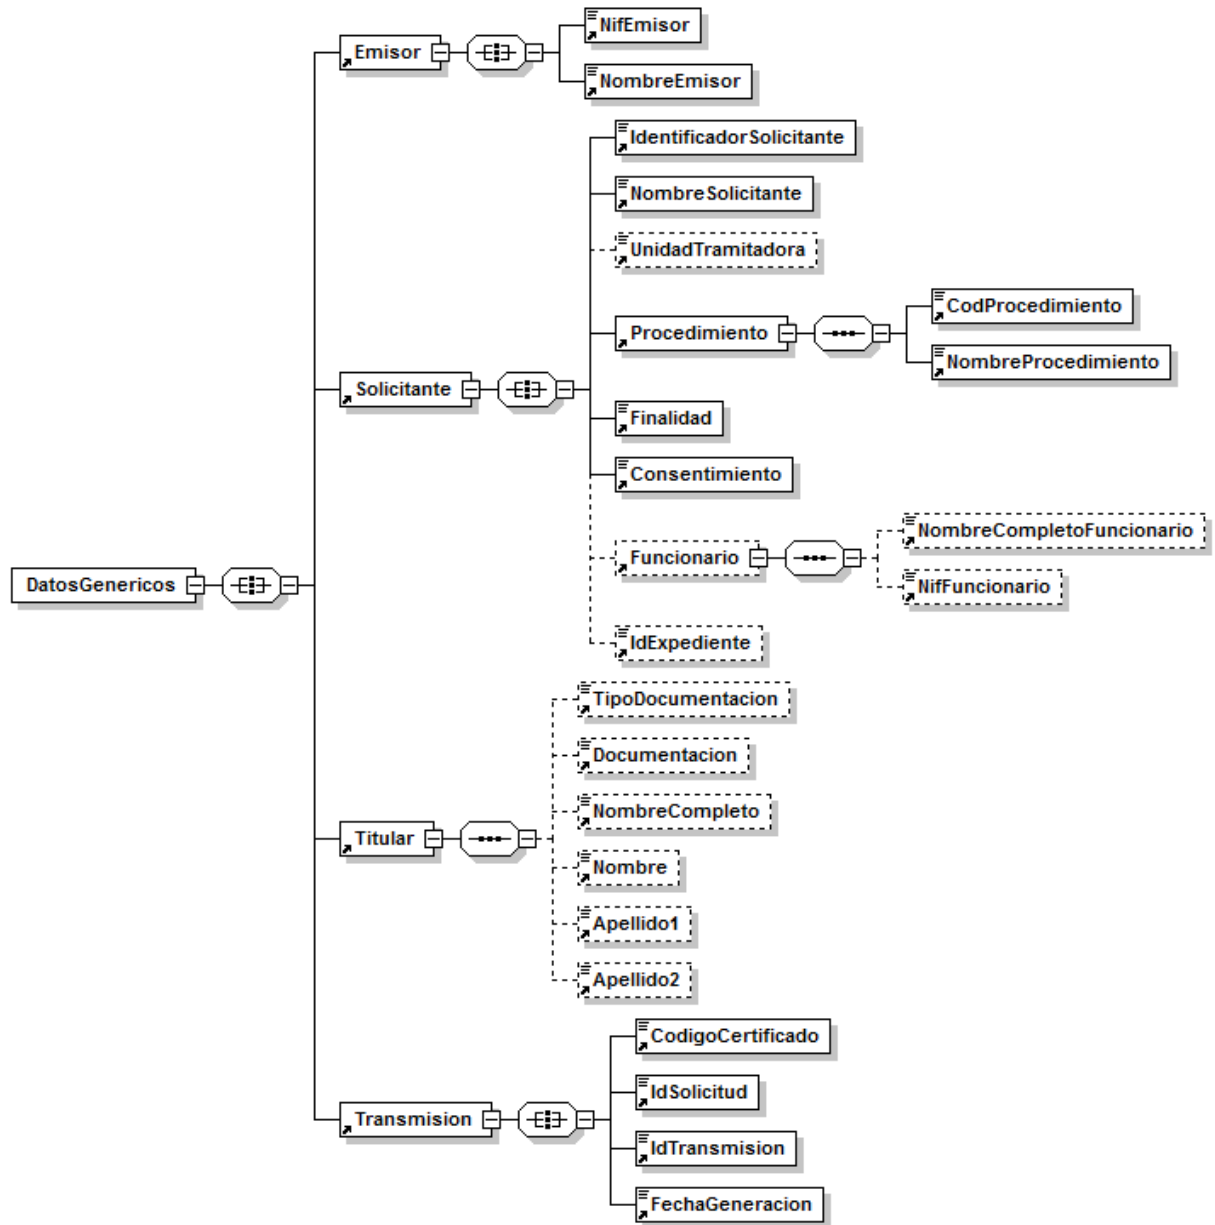 NifEmisor
Emisor
NombreEmisor
IdentificadorSolicitante
NombreSolicitante
UnidadTramitadora
CodProcedimiento
Procedimiento
NombreProcedimiento
Solicitante
Finalidad
Consentimiento
NombreCompletoFuncionario
Funcionario
DatosGenericos
NifFuncionario
IdExpediente
TipoDocumentacion
Documentacion
NombreCompleto
Titular
Nombre
Apellido1
Apellido2
CodigoCertificado
IdSolicitud
Transmision
IdTransmision
FechaGeneracion